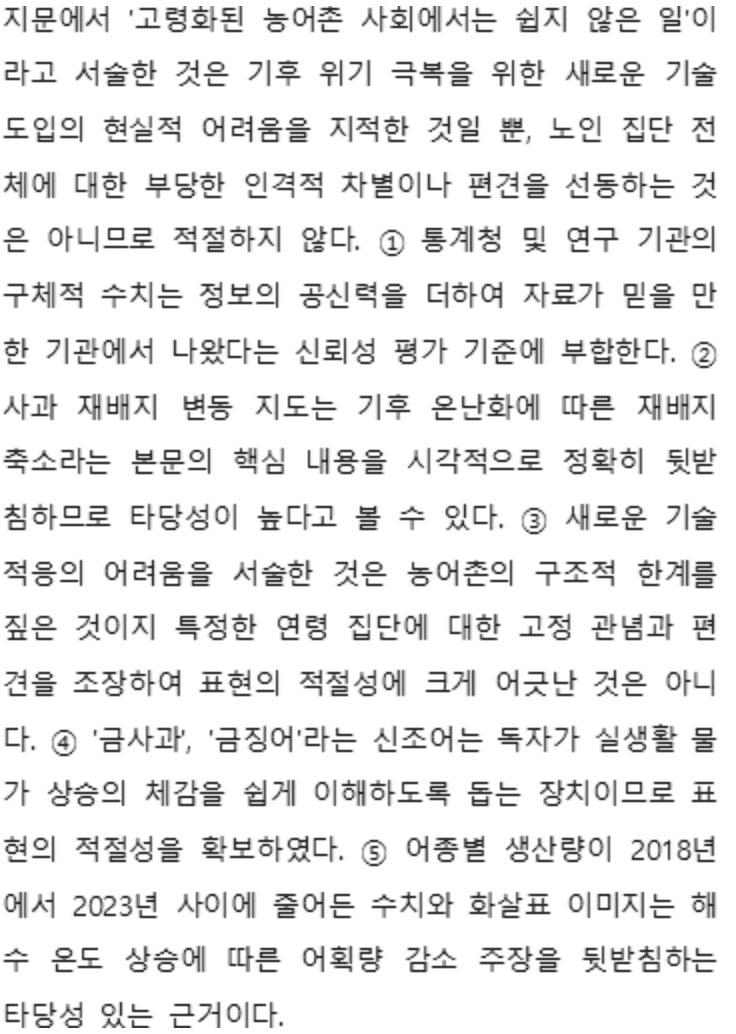 지문에서 '고령화된 농어촌 사회에서는 쉽지 않은 일'이
라고 서술한 것은 기후 위기 극복을 위한 새로운 기술
도입의 현실적 어려움을 지적한 것일 뿐, 노인 집단 전
체에 대한 부당한 인격적 차별이나 편견을 선동하는 것
은 아니므로 적절하지 않다. ① 통계청 및 연구 기관의
구체적 수치는 정보의 공신력을 더하여 자료가 믿을 만
한 기관에서 나왔다는 신뢰성 평가 기준에 부합한다. ②
사과 재배지 변동 지도는 기후 온난화에 따른 재배지
축소라는 본문의 핵심 내용을 시각적으로 정확히 뒷받
침하므로 타당성이 높다고 볼 수 있다. ③ 새로운 기술
적응의 어려움을 서술한 것은 농어촌의 구조적 한계를
짚은 것이지 특정한 연령 집단에 대한 고정 관념과 편
견을 조장하여 표현의 적절성에 크게 어긋난 것은 아니
다. ④ '금사과', '금징어'라는 신조어는 독자가 실생활 물
가 상승의 체감을 쉽게 이해하도록 돕는 장치이므로 표
현의 적절성을 확보하였다. ⑤ 어종별 생산량이 2018년
에서 2023년 사이에 줄어든 수치와 화살표 이미지는 해
수 온도 상승에 따른 어획량 감소 주장을 뒷받침하는
타당성 있는 근거이다.